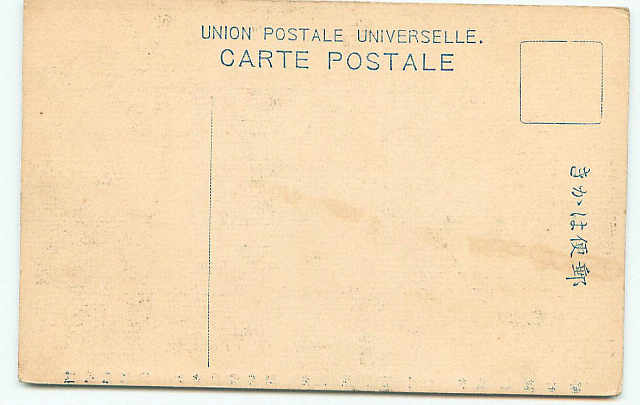 UNION POSTALE UNIVERSELLE.
CARTE POSTALE
郵便はかき